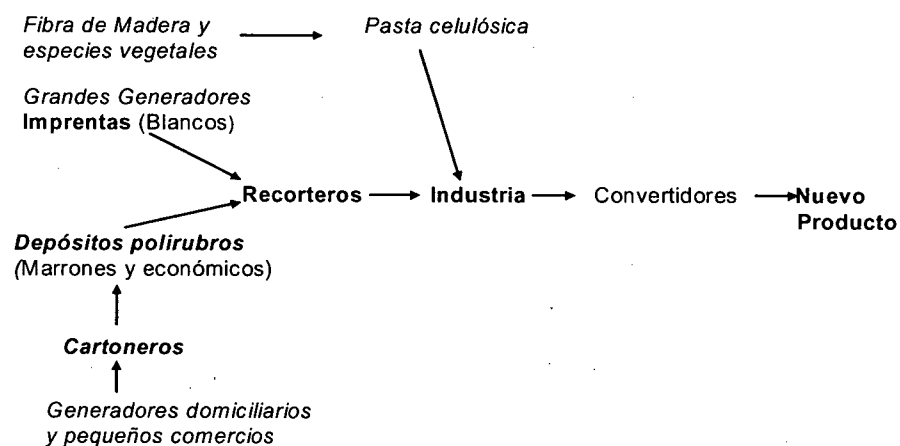 Fibra de Madera y
especies vegetales
Pasta celulósica
Grandes Generadores
Imprentas (Blancos)
Recorteros
Industria
Convertidores
Nuevo
Producto
Depósitos polirubros
(Marrones y económicos)
Cartoneros
Generadores domiciliarios
y pequeños comercios